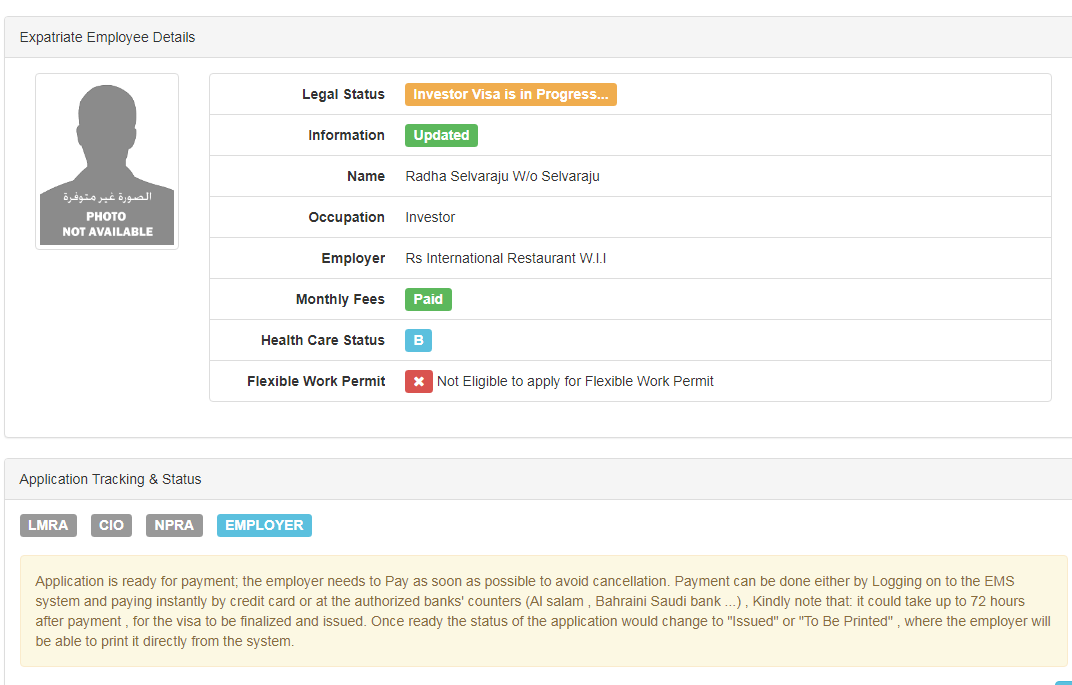 Expatriate Employee Details
الصورة غير متوفرة
PHOTO
NOT AVAILABLE
Legal Status Investor Visa is in Progress...
Information Updated
Name Radha Selvaraju W/o Selvaraju
Occupation Investor
Employer Rs International Restaurant W.l.l
Monthly Fees Paid
Health Care Status B
Flexible Work Permit ✖ Not Eligible to apply for Flexible Work Permit
Application Tracking & Status
LMRA CIO NPRA EMPLOYER
Application is ready for payment; the employer needs to Pay as soon as possible to avoid cancellation. Payment can be done either by Logging on to the EMS
system and paying instantly by credit card or at the authorized banks' counters (Al salam , Bahraini Saudi bank ...) , Kindly note that: it could take up to 72 hours
after payment , for the visa to be finalized and issued. Once ready the status of the application would change to "Issued" or "To Be Printed" , where the employer will
be able to print it directly from the system.